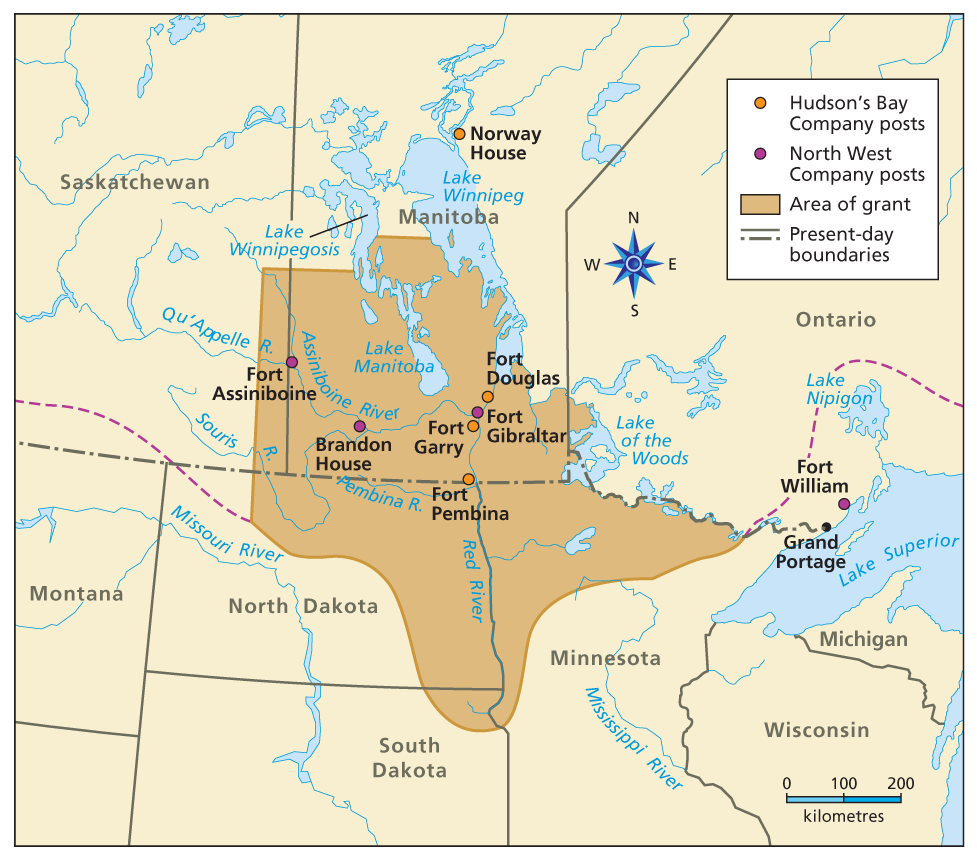 Hudson's Bay
Company posts
North West
Company posts
Area of grant
Present-day
boundaries
Norway
House
Saskatchewan
Lake
Winnipeg
Manitoba
Lake
Winnipegosis
N
W
E
S
Ontario
Qu'Appelle R.
Assiniboine River
Lake
Manitoba
Fort
Douglas
Fort
Assiniboine
Lake
Nipigon
Souris R.
Brandon
House
Fort
Garry
Fort
Gibraltar
Lake
of the
Woods
Fort
William
Pembina R.
Fort
Pembina
Missouri River
Red River
Grand
Portage
Lake Superior
Montana
North Dakota
Minnesota
Michigan
Mississippi River
Wisconsin
South
Dakota
0 100 200
kilometres